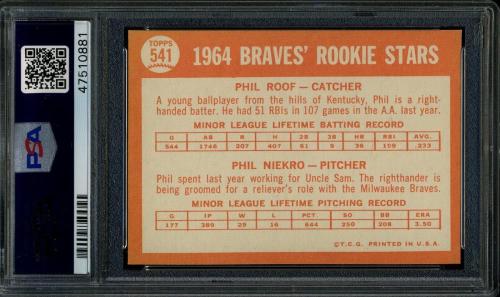 TOPPS
541
1964 BRAVES' ROOKIE STARS
PHIL ROOF — CATCHER
A young ballplayer from the hills of Kentucky, Phil is a right-
handed batter. He had 51 RBIs in 107 games in the A.A. last year.
MINOR LEAGUE LIFETIME BATTING RECORD
G AB R H 2B 3B HR RBI AVG.
544 1746 207 407 61 9 36 199 .233
PHIL NIEKRO — PITCHER
Phil spent last year working for Uncle Sam. The righthander is
being groomed for a reliever's role with the Milwaukee Braves.
MINOR LEAGUE LIFETIME PITCHING RECORD
G IP W L PCT. SO BB ERA
177 389 29 16 .644 250 208 3.50
©T.C.G. PRINTED IN U.S.A.
47510881
PSA